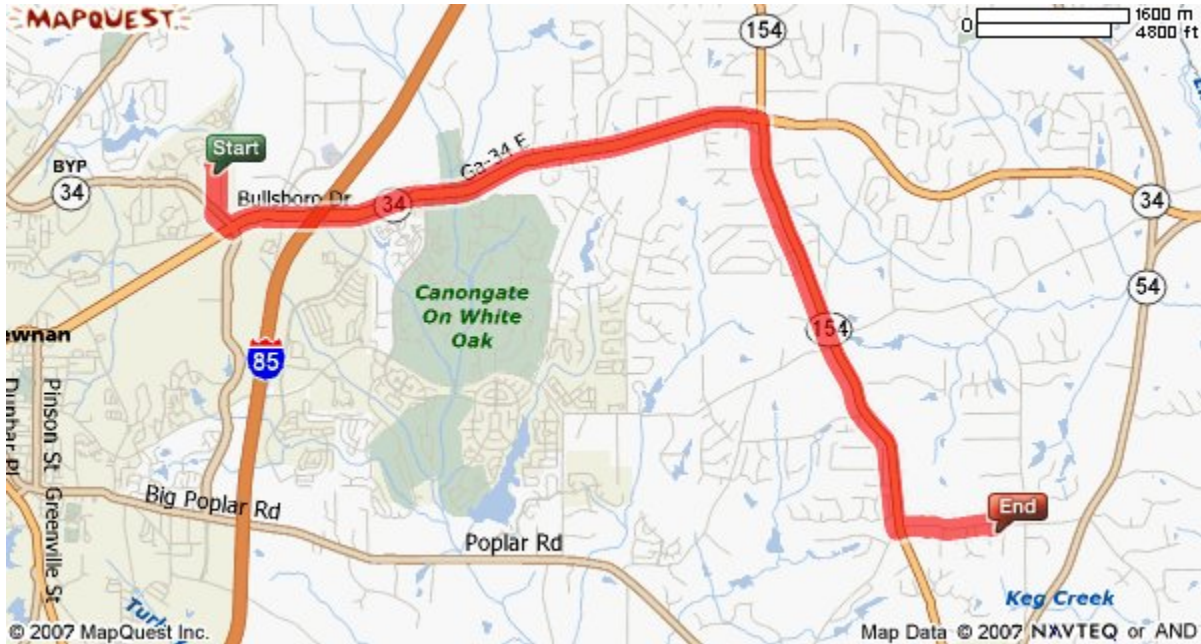 MAPQUEST
154
0
1600 m
4800 ft
Start
BYP
34
Ga-34 E
Bullsboro Dr
34
34
54
Canongate
On White
Oak
ewnan
85
154
Pinson St
Greenville St
Dunbar Pl
Big Poplar Rd
Poplar Rd
End
Keg Creek
© 2007 MapQuest Inc.
Map Data © 2007 NAVTEQ or AND